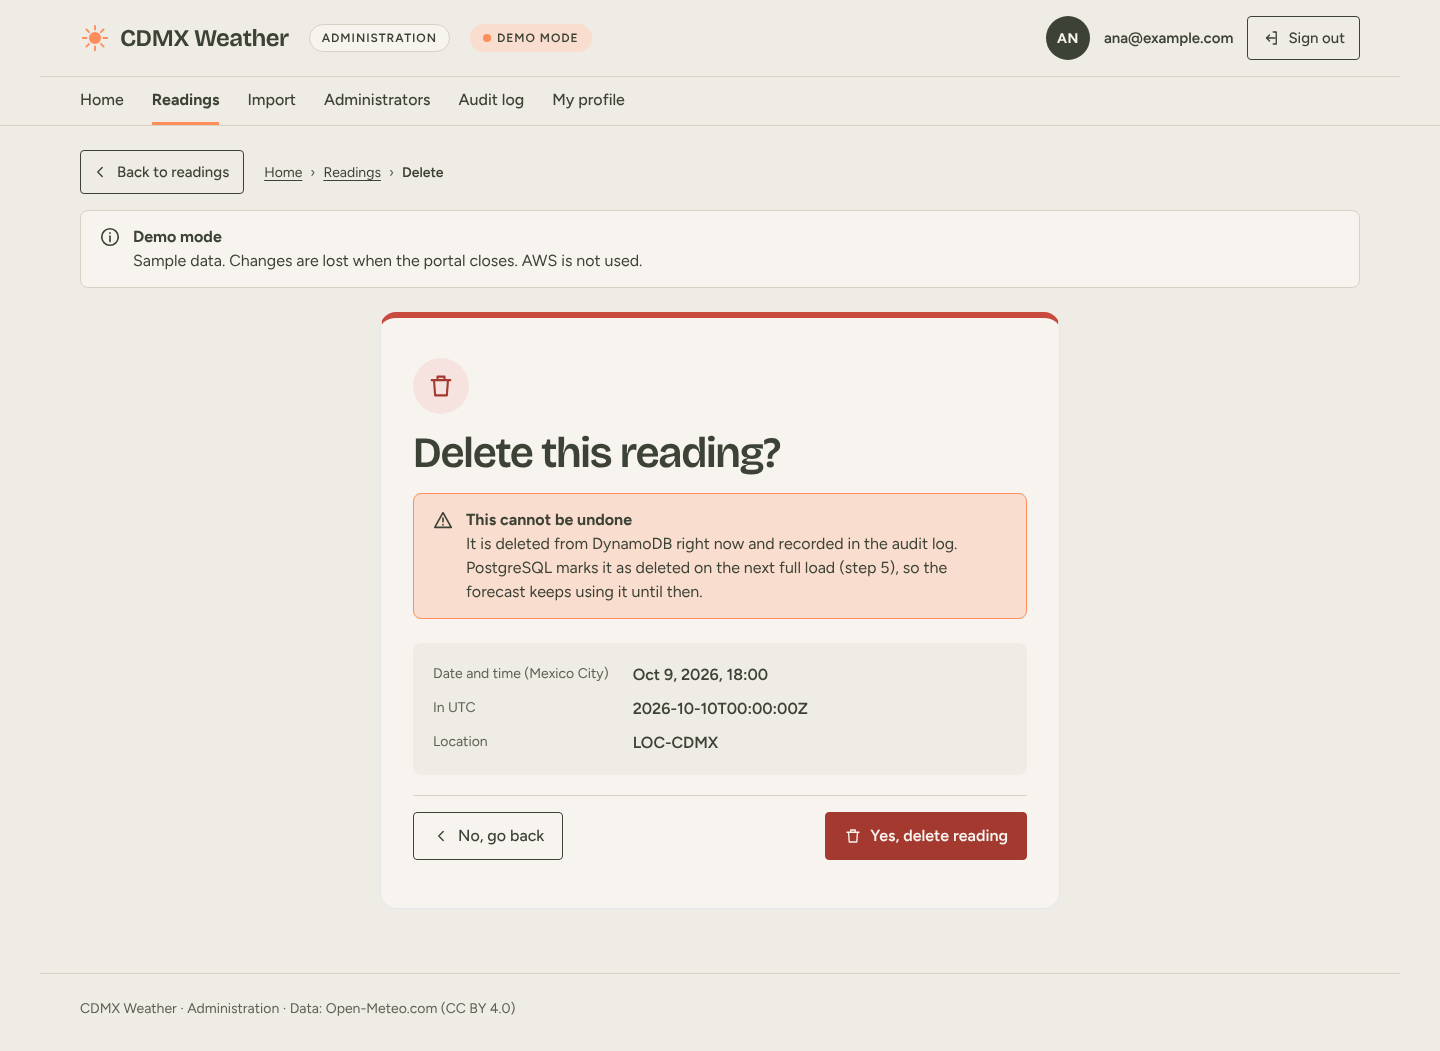 CDMX Weather
ADMINISTRATION
DEMO MODE
AN
ana@example.com
Sign out
Home
Readings
Import
Administrators
Audit log
My profile
Back to readings
Home › Readings › Delete
Demo mode
Sample data. Changes are lost when the portal closes. AWS is not used.
Delete this reading?
This cannot be undone
It is deleted from DynamoDB right now and recorded in the audit log.
PostgreSQL marks it as deleted on the next full load (step 5), so the
forecast keeps using it until then.
Date and time (Mexico City) Oct 9, 2026, 18:00
In UTC 2026-10-10T00:00:00Z
Location LOC-CDMX
No, go back
Yes, delete reading
CDMX Weather · Administration · Data: Open-Meteo.com (CC BY 4.0)